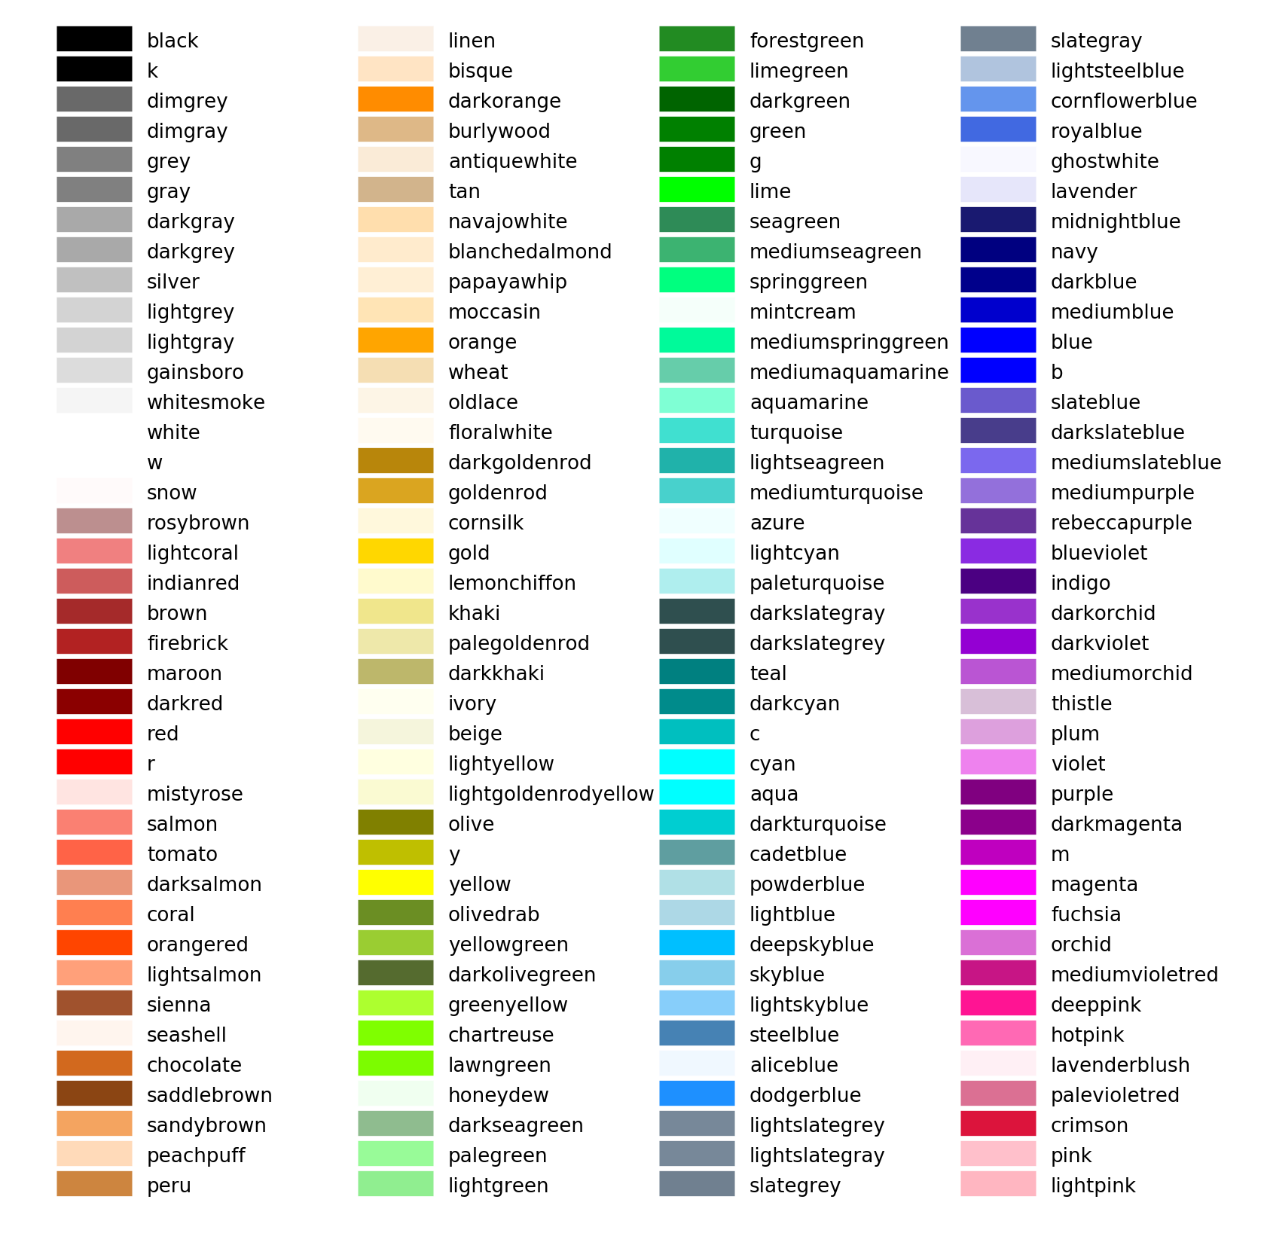 black
k
dimgrey
dimgray
grey
gray
darkgray
darkgrey
silver
lightgrey
lightgray
gainsboro
whitesmoke
white
w
snow
rosybrown
lightcoral
indianred
brown
firebrick
maroon
darkred
red
r
mistyrose
salmon
tomato
darksalmon
coral
orangered
lightsalmon
sienna
seashell
chocolate
saddlebrown
sandybrown
peachpuff
peru
linen
bisque
darkorange
burlywood
antiquewhite
tan
navajowhite
blanchedalmond
papayawhip
moccasin
orange
wheat
oldlace
floralwhite
darkgoldenrod
goldenrod
cornsilk
gold
lemonchiffon
khaki
palegoldenrod
darkkhaki
ivory
beige
lightyellow
lightgoldenrodyellow
olive
y
yellow
olivedrab
yellowgreen
darkolivegreen
greenyellow
chartreuse
lawngreen
honeydew
darkseagreen
palegreen
lightgreen
forestgreen
limegreen
darkgreen
green
g
lime
seagreen
mediumseagreen
springgreen
mintcream
mediumspringgreen
mediumaquamarine
aquamarine
turquoise
lightseagreen
mediumturquoise
azure
lightcyan
paleturquoise
darkslategray
darkslategrey
teal
darkcyan
c
cyan
aqua
darkturquoise
cadetblue
powderblue
lightblue
deepskyblue
skyblue
lightskyblue
steelblue
aliceblue
dodgerblue
lightslategrey
lightslategray
slategrey
slategray
lightsteelblue
cornflowerblue
royalblue
ghostwhite
lavender
midnightblue
navy
darkblue
mediumblue
blue
b
slateblue
darkslateblue
mediumslateblue
mediumpurple
rebeccapurple
blueviolet
indigo
darkorchid
darkviolet
mediumorchid
thistle
plum
violet
purple
darkmagenta
m
magenta
fuchsia
orchid
mediumvioletred
deeppink
hotpink
lavenderblush
palevioletred
crimson
pink
lightpink